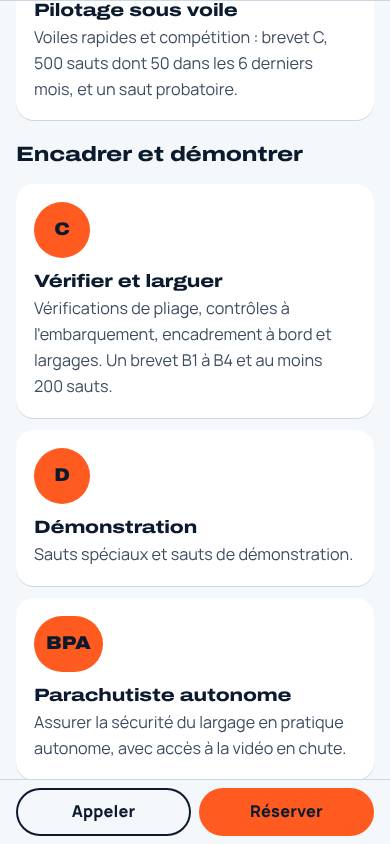 Pilotage sous voile
Voiles rapides et compétition : brevet C,
500 sauts dont 50 dans les 6 derniers
mois, et un saut probatoire.
Encadrer et démontrer
C
Vérifier et larguer
Vérifications de pliage, contrôles à
l'embarquement, encadrement à bord et
largages. Un brevet B1 à B4 et au moins
200 sauts.
D
Démonstration
Sauts spéciaux et sauts de démonstration.
BPA
Parachutiste autonome
Assurer la sécurité du largage en pratique
autonome, avec accès à la vidéo en chute.
Appeler
Réserver